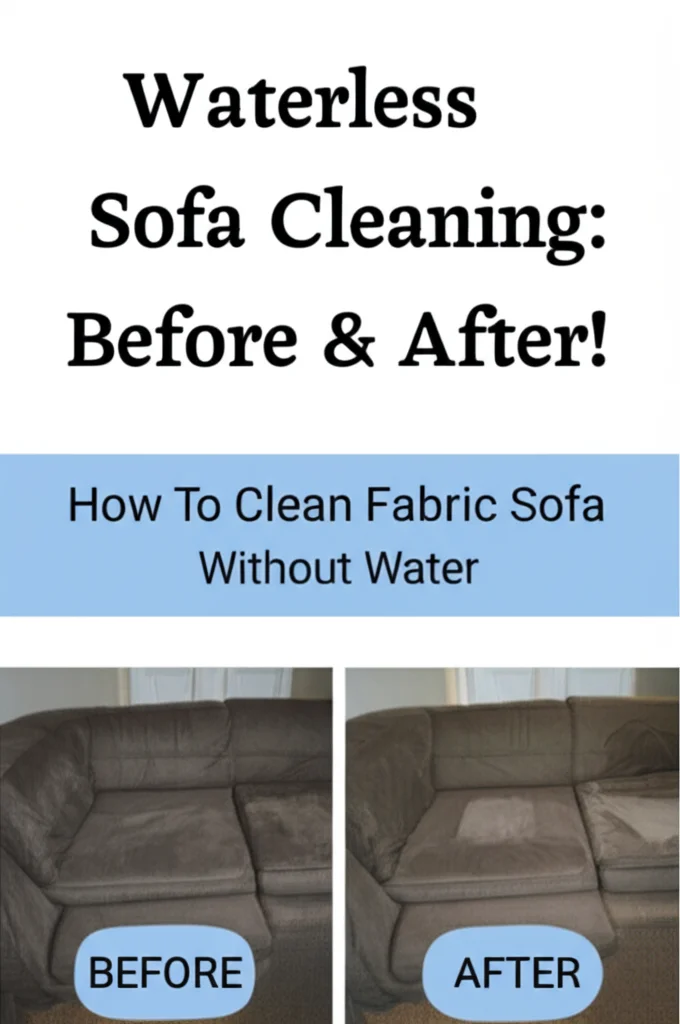 Waterless
Sofa Cleaning:
Before & After!
How To Clean Fabric Sofa
Without Water
BEFORE
AFTER